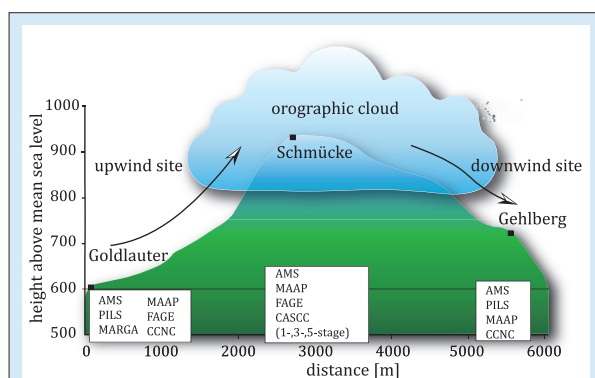 orographic cloud
Schmücke
upwind site
downwind site
Goldlauter
Gehlberg
height above mean sea level
1000
900
800
700
600
500
AMS MAAP
PILS FAGE
MARGA CCNC
AMS
MAAP
FAGE
CASCC
(1-,3-,5-stage)
AMS
PILS
MAAP
CCNC
0 1000 2000 3000 4000 5000 6000
distance [m]